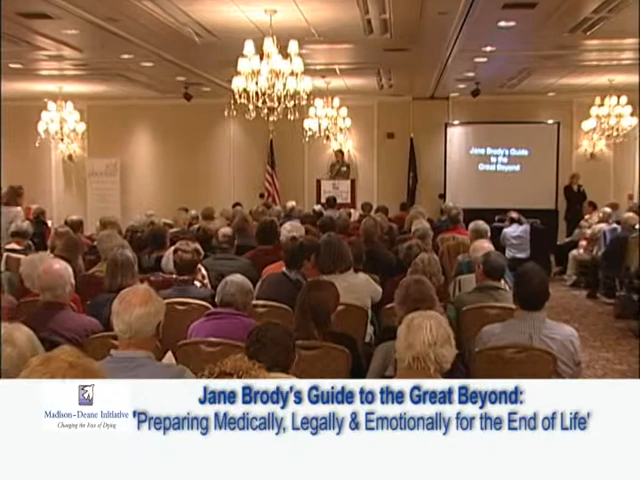 Jane Brody's Guide
to the
Great Beyond
Madison-Deane Initiative
Changing the Face of Dying
Jane Brody's Guide to the Great Beyond:
'Preparing Medically, Legally & Emotionally for the End of Life'